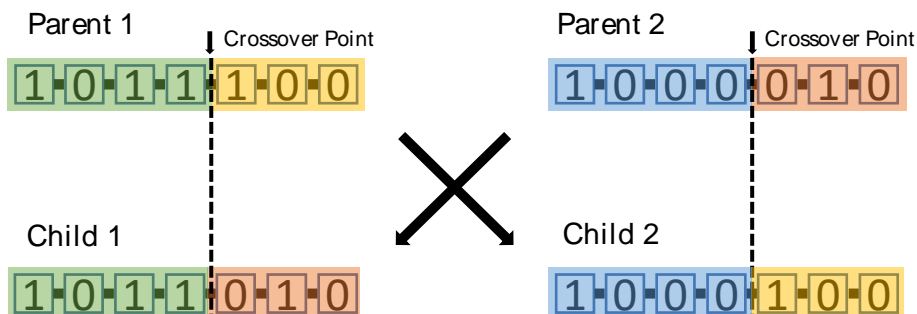 Parent 1
Crossover Point
1 0 1 1 1 0 0
Parent 2
Crossover Point
1 0 0 0 0 1 0
Child 1
1 0 1 1 0 1 0
Child 2
1 0 0 0 1 0 0